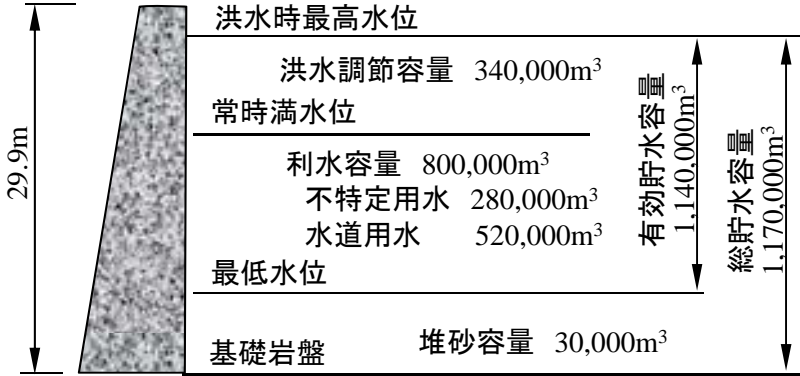 洪水時最高水位
洪水調節容量 340,000m³
常時満水位
利水容量 800,000m³
不特定用水 280,000m³
水道用水 520,000m³
最低水位
基礎岩盤 堆砂容量 30,000m³
29.9m
有効貯水容量
1,140,000m³
総貯水容量
1,170,000m³